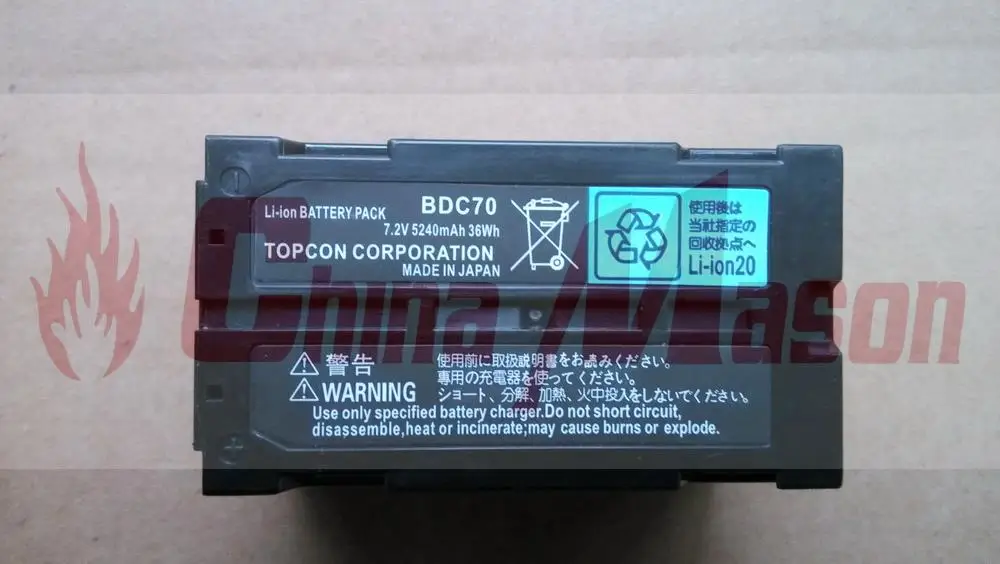 Li-ion BATTERY PACK BDC70
7.2V 5240mAh 36Wh
TOPCON CORPORATION
MADE IN JAPAN
使用後は
当社指定の
回収拠点へ
Li-ion20
China Mason
警告
WARNING
使用前に取扱説明書をお読みください。
専用の充電器を使ってください。
ショート、分解、加熱、火中投入をしないでください。
Use only specified battery charger.Do not short circuit,
disassemble,heat or incinerate;may cause burns or explode.